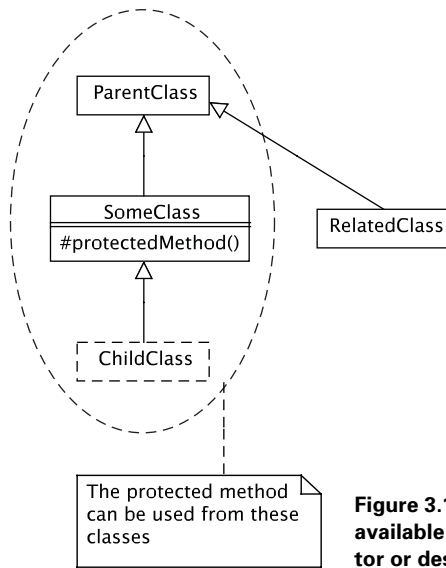 ParentClass
SomeClass
#protectedMethod()
RelatedClass
ChildClass
The protected method
can be used from these
classes
Figure 3.1
available
tor or des